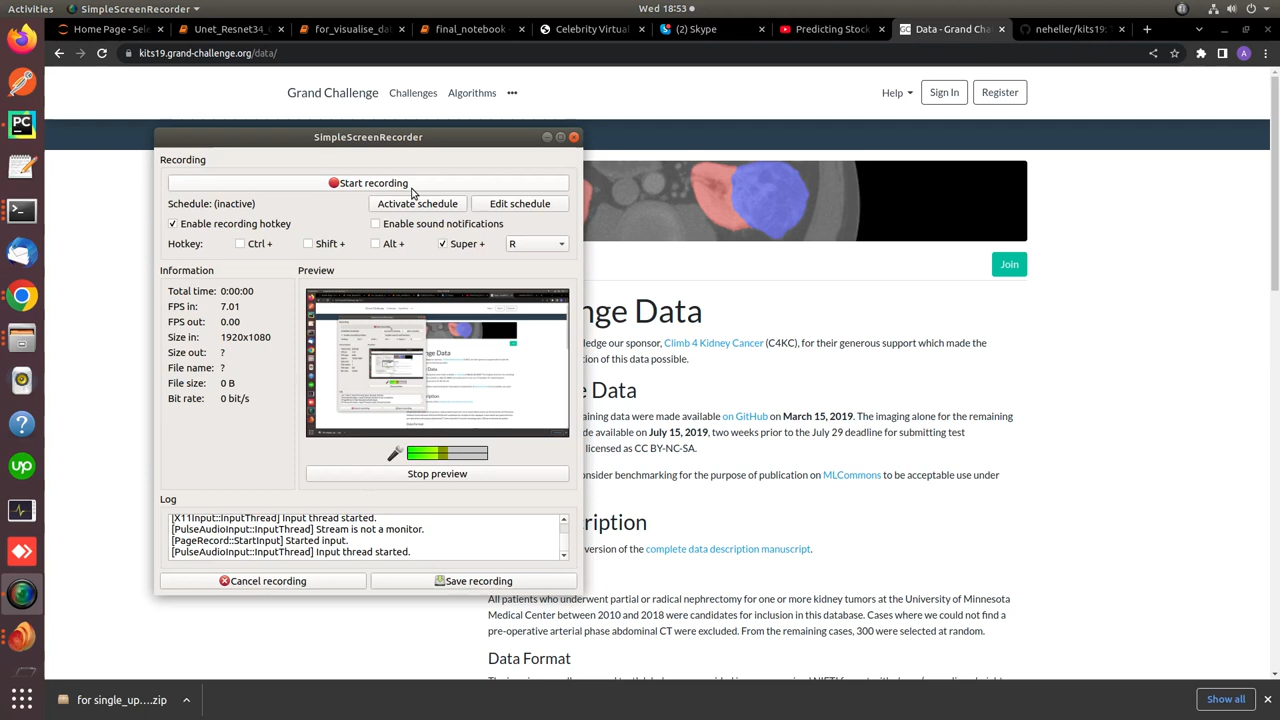 Activities
SimpleScreenRecorder
Wed 18:53
Home Page - Sele
Unet_Resnet34_C
for_visualise_dat
final_notebook -
Celebrity Virtual
(2) Skype
Predicting Stock
Data - Grand Cha
neheller/kits19: T
kits19.grand-challenge.org/data/
A
Grand Challenge
Challenges
Algorithms
Help
Sign In
Register
SimpleScreenRecorder
Recording
Start recording
Schedule: (inactive)
Activate schedule
Edit schedule
Enable recording hotkey
Enable sound notifications
Hotkey:
Ctrl +
Shift +
Alt +
Super +
R
Join
Information
Preview
Total time: 0:00:00
FPS in: 7.01
FPS out: 0.00
Size in: 1920x1080
Size out: ?
File name: ?
File size: 0 B
Bit rate: 0 bit/s
Stop preview
Log
[X11Input::InputThread] Input thread started.
[PulseAudioInput::InputThread] Stream is not a monitor.
[PageRecord::StartInput] Started input.
[PulseAudioInput::InputThread] Input thread started.
Cancel recording
Save recording
nge Data
ledge our sponsor, Climb 4 Kidney Cancer (C4KC), for their generous support which made the
tion of this data possible.
e Data
aining data were made available on GitHub on March 15, 2019. The imaging alone for the remaining
de available on July 15, 2019, two weeks prior to the July 29 deadline for submitting test
licensed as CC BY-NC-SA.
nsider benchmarking for the purpose of publication on MLCommons to be acceptable use under
ription
version of the complete data description manuscript.
All patients who underwent partial or radical nephrectomy for one or more kidney tumors at the University of Minnesota
Medical Center between 2010 and 2018 were candidates for inclusion in this database. Cases where we could not find a
pre-operative arterial phase abdominal CT were excluded. From the remaining cases, 300 were selected at random.
Data Format
for single_up....zip
Show all